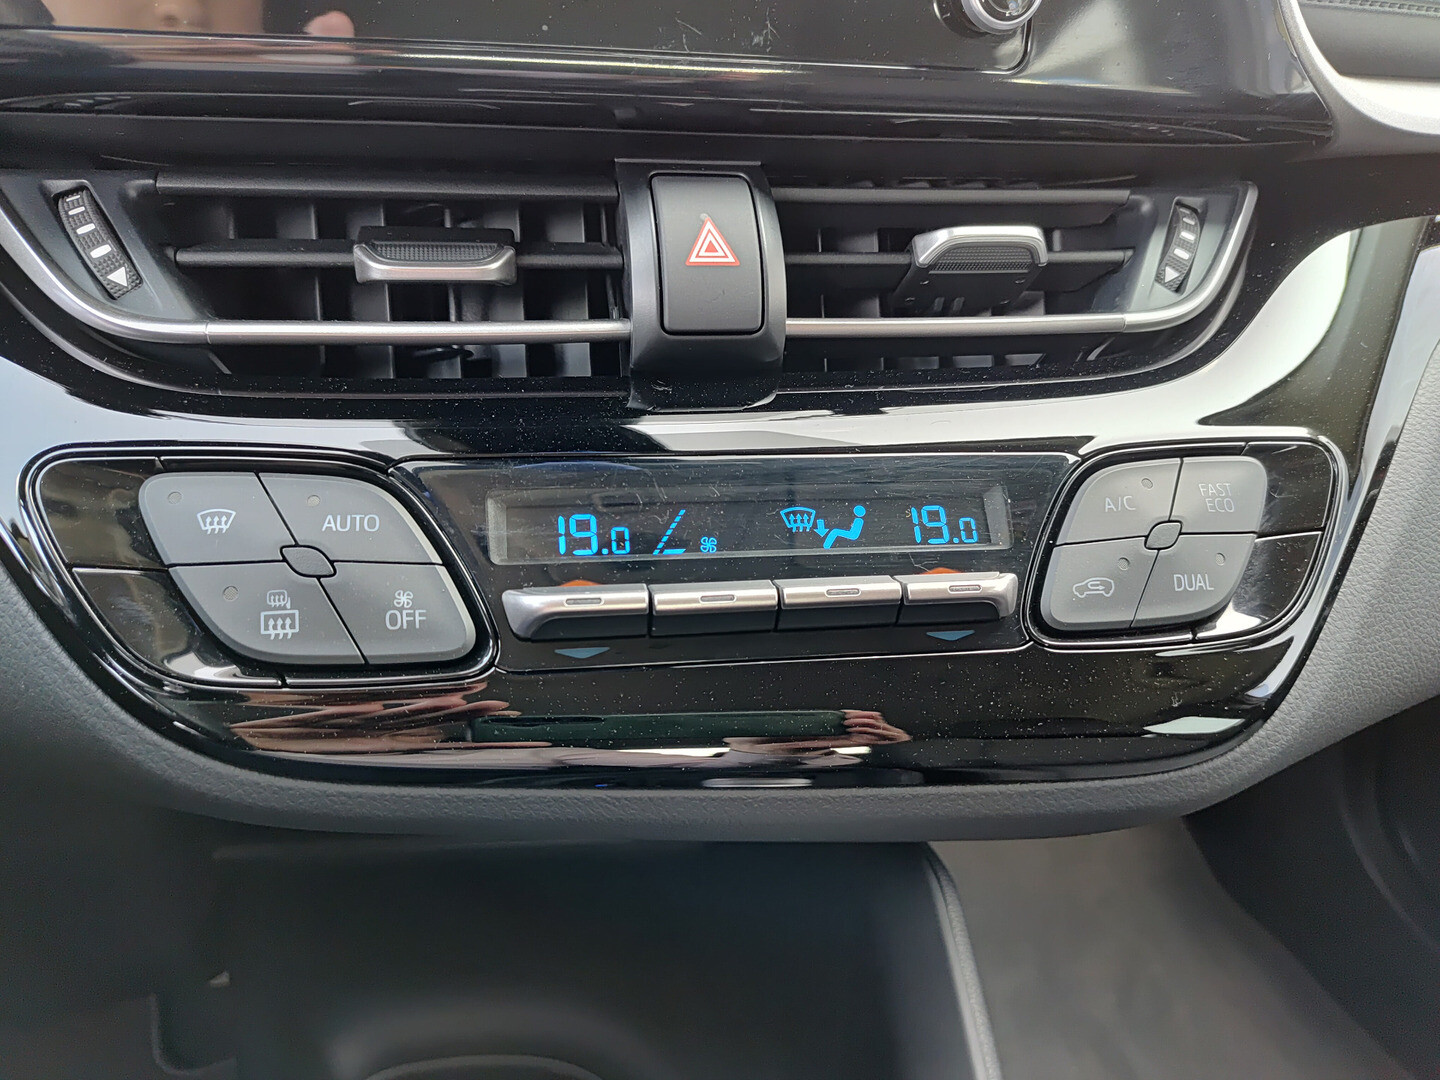 19.0 19.0
AUTO
OFF
A/C
FAST
ECO
DUAL